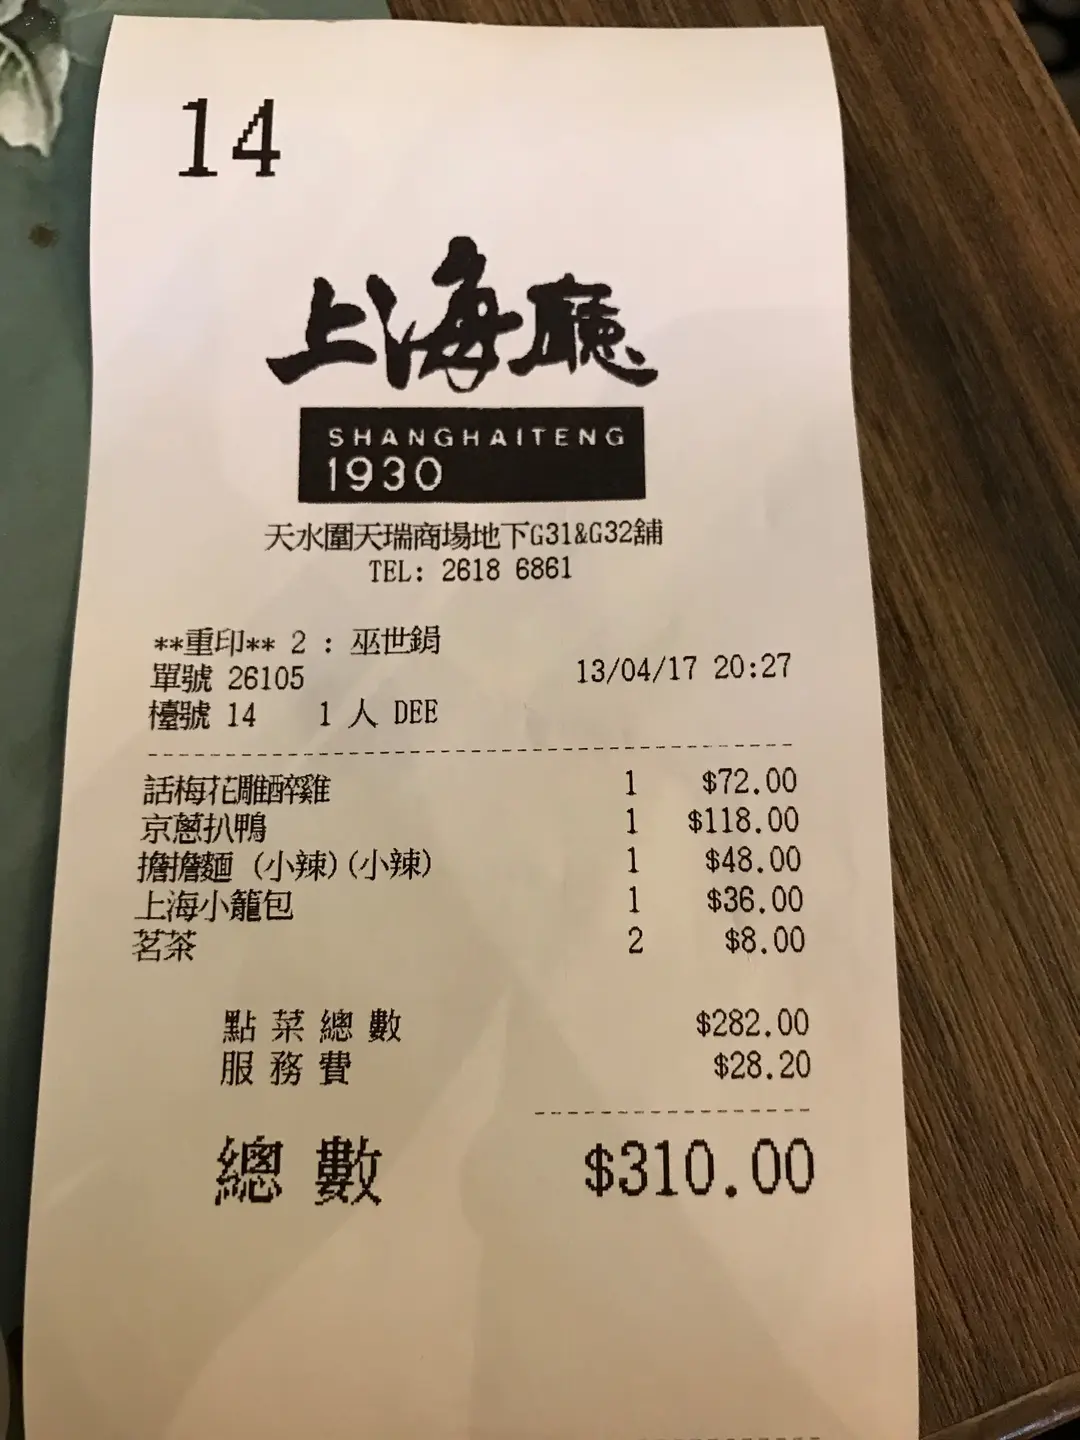 14
上海廳
SHANGHAITENG
1930
天水圍天瑞商場地下G31&G32舖
TEL: 2618 6861
**重印** 2 : 巫世鋗
單號 26105 13/04/17 20:27
檯號 14 1 人 DEE
話梅花雕醉雞 1 $72.00
京蔥扒鴨 1 $118.00
擔擔麵 (小辣)(小辣) 1 $48.00
上海小籠包 1 $36.00
茗茶 2 $8.00
點菜總數 $282.00
服務費 $28.20
總數 $310.00